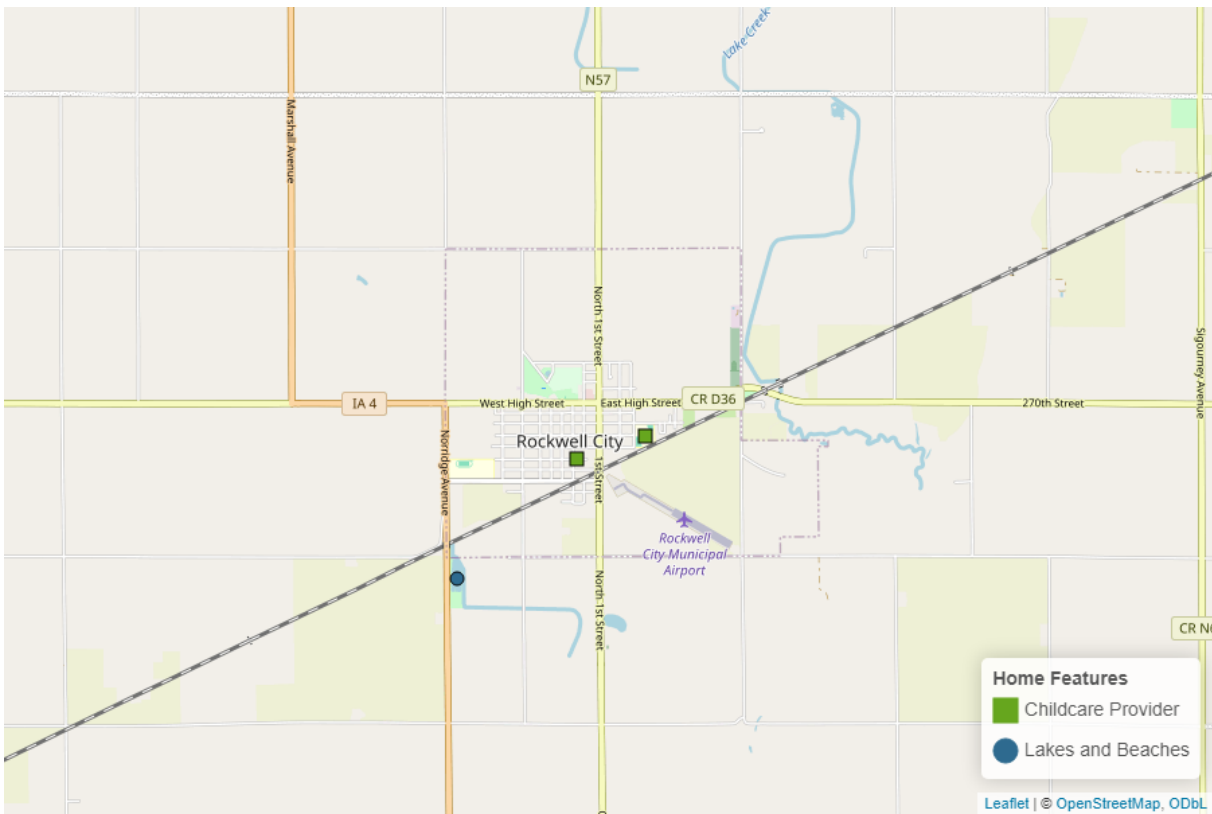 Lake Creek
N57
Marshall Avenue
North 1st Street
Sigourney Avenue
IA 4
West High Street
East High Street
CR D36
270th Street
Rockwell City
Norridge Avenue
1st Street
Rockwell
City Municipal
Airport
North 1st Street
CR N6
Home Features
Childcare Provider
Lakes and Beaches
Leaflet | © OpenStreetMap, ODbL